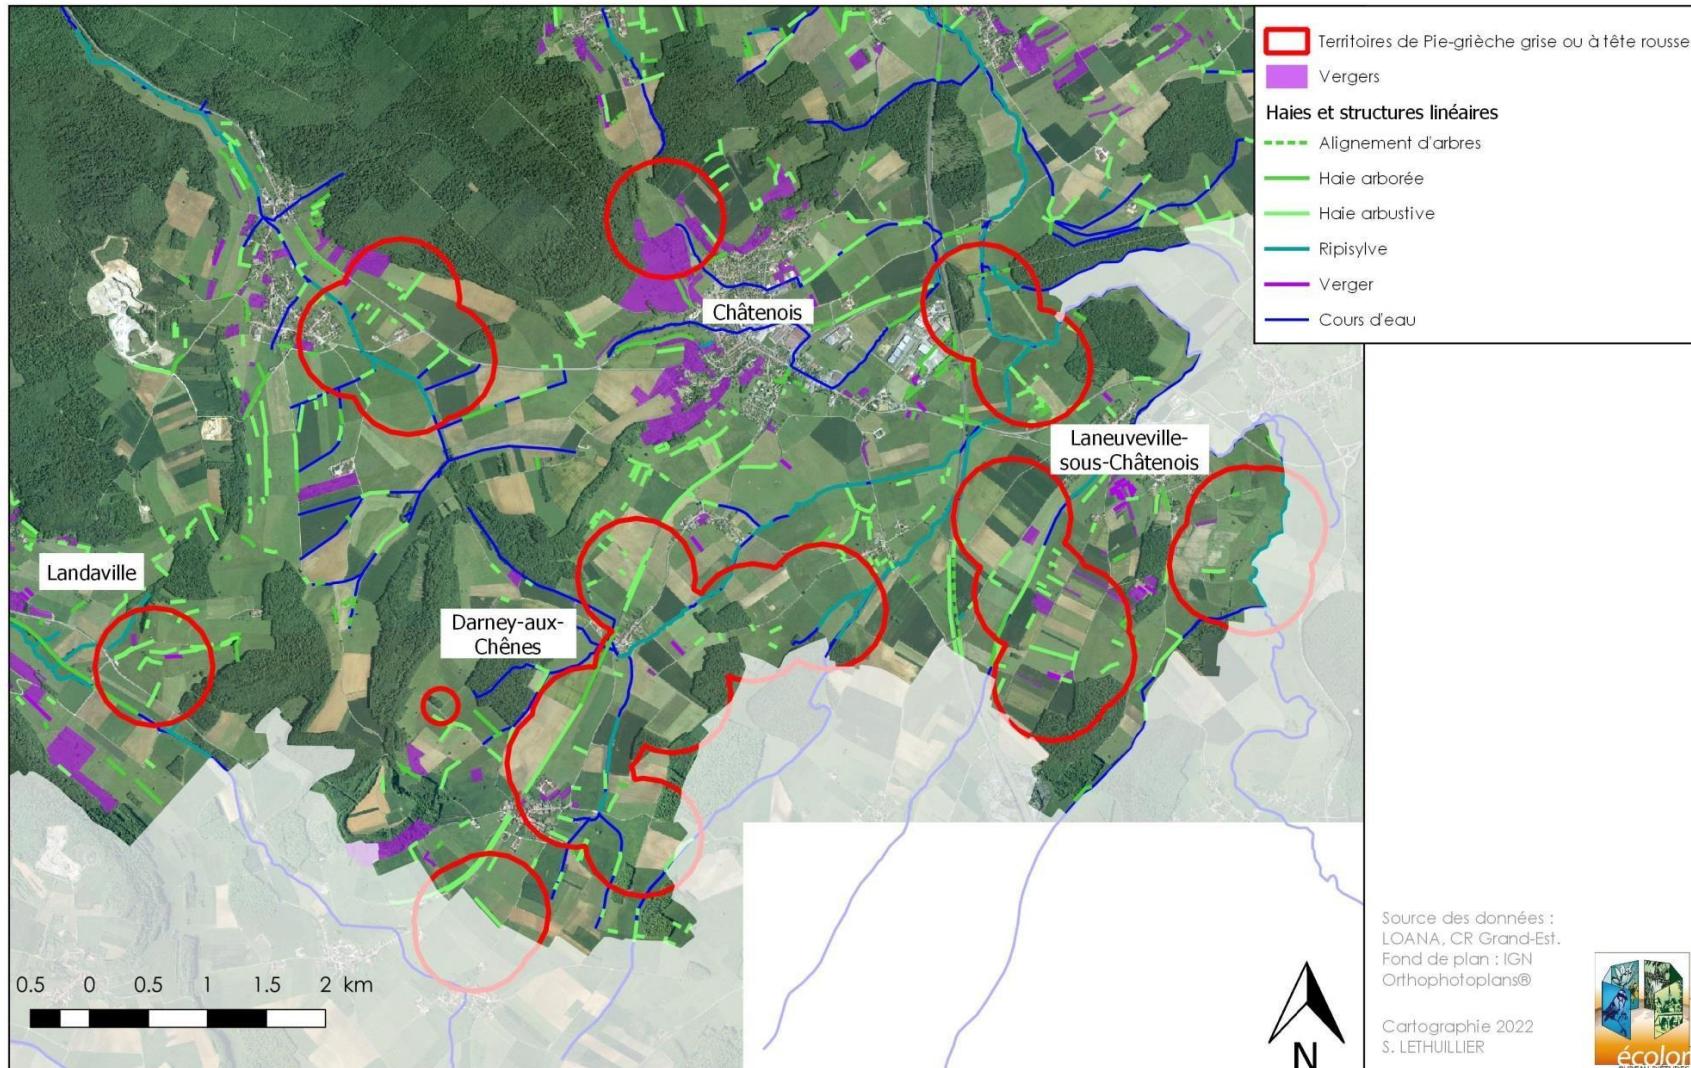 Territoires de Pie-grièche grise ou à tête rousse
Vergers
Haies et structures linéaires
Alignement d'arbres
Haie arborée
Haie arbustive
Ripisylve
Verger
Cours d'eau
Châtenois
Laneuveville-
sous-Châtenois
Landaville
Darney-aux-
Chênes
0.5 0 0.5 1 1.5 2 km
N
Source des données :
LOANA, CR Grand-Est.
Fond de plan : IGN
Orthophotoplans®
Cartographie 2022
S. LETHUILLIER
écolor